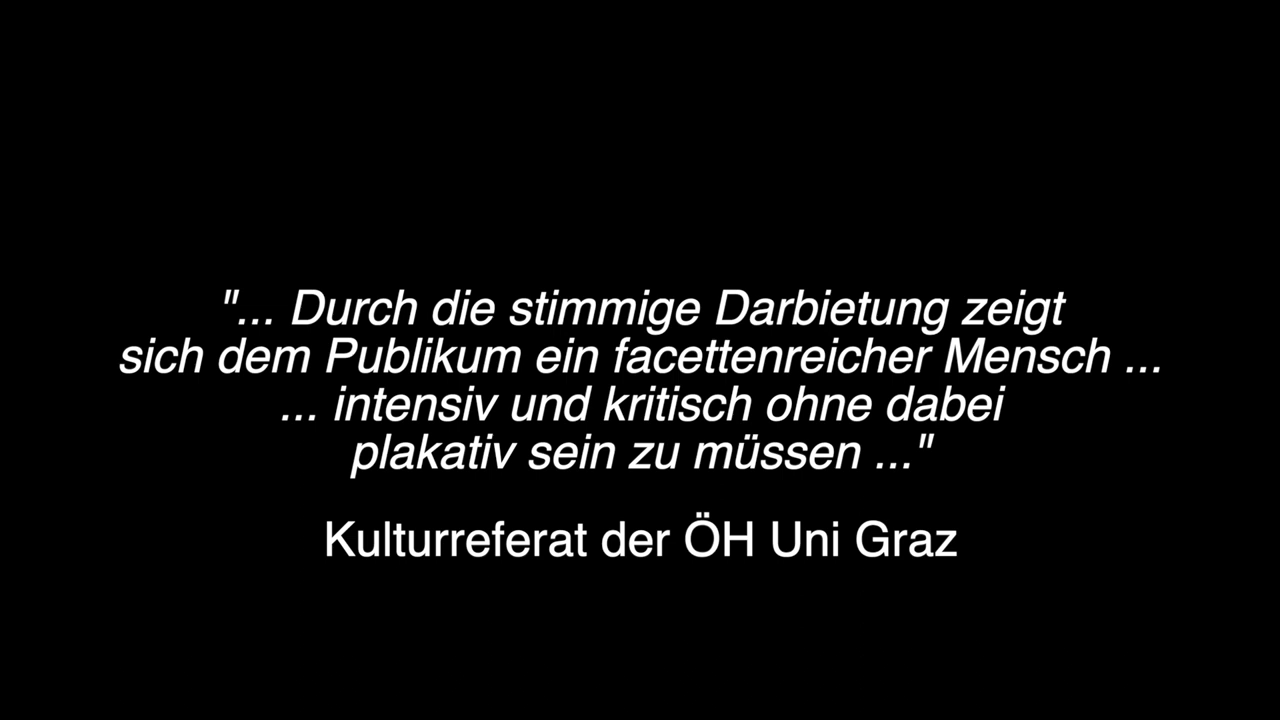 "... Durch die stimmige Darbietung zeigt
sich dem Publikum ein facettenreicher Mensch ...
... intensiv und kritisch ohne dabei
plakativ sein zu müssen ..."
Kulturreferat der ÖH Uni Graz